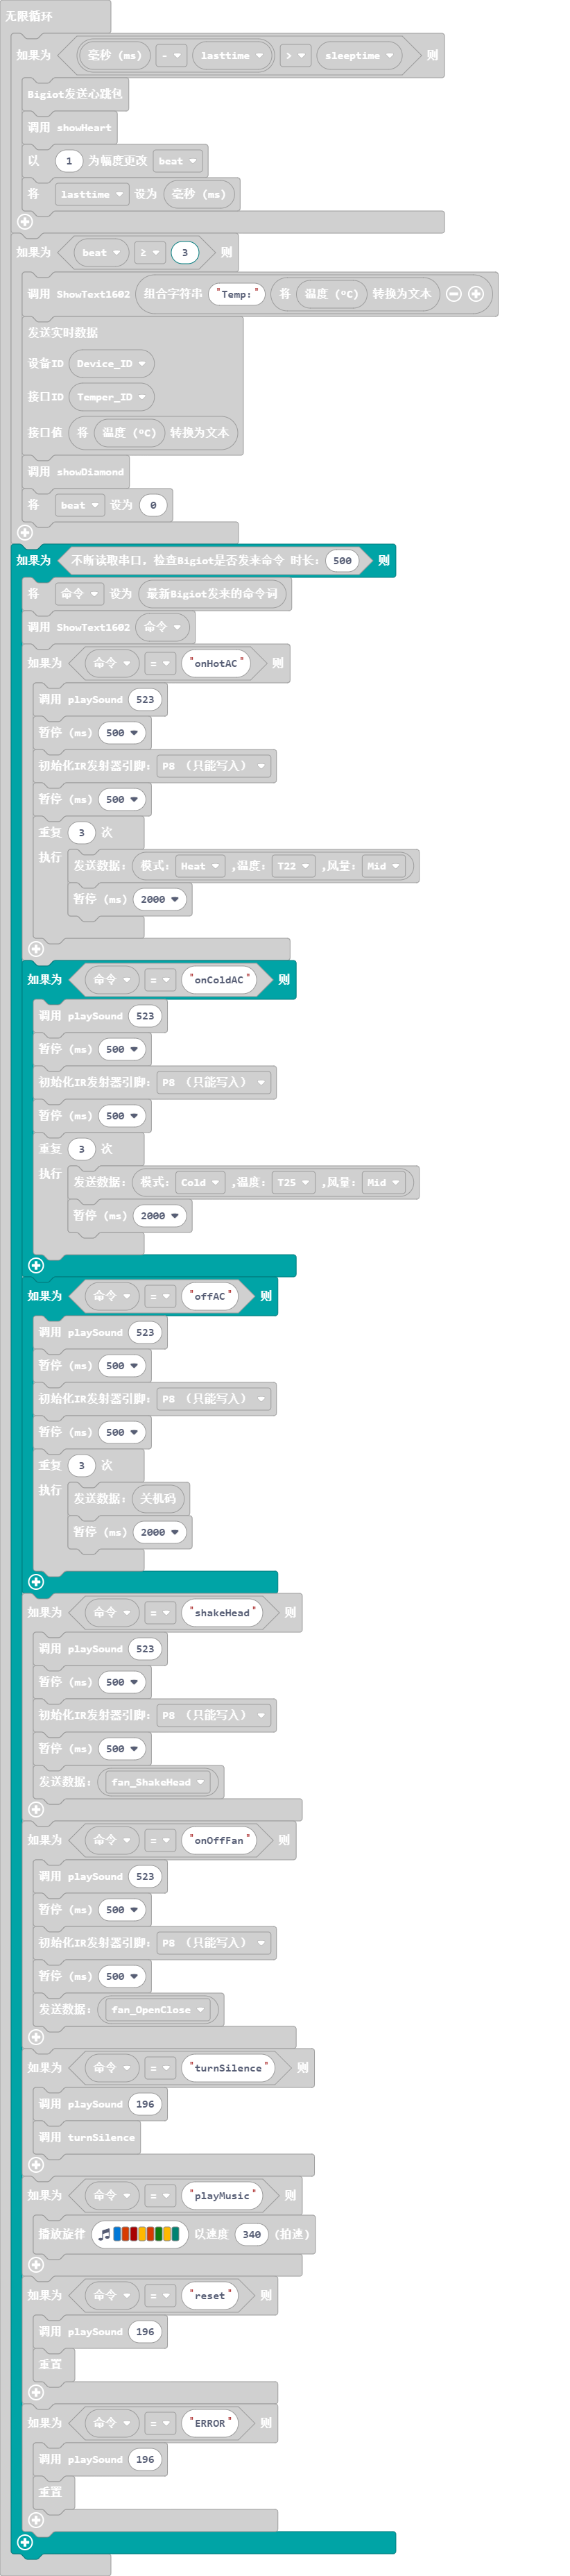 无限循环
如果为 毫秒 (ms) - lasttime > sleeptime 则
Bigiot发送心跳包
调用 showHeart
以 1 为幅度更改 beat
将 lasttime 设为 毫秒 (ms)
如果为 beat ≥ 3 则
调用 ShowText1602 组合字符串 "Temp:" 将 温度 (°C) 转换为文本
发送实时数据
设备ID Device_ID
接口ID Temper_ID
接口值 将 温度 (°C) 转换为文本
调用 showDiamond
将 beat 设为 0
如果为 不断读取串口，检查Bigiot是否发来命令 时长: 500 则
将 命令 设为 最新Bigiot发来的命令词
调用 ShowText1602 命令
如果为 命令 = "onHotAC" 则
调用 playSound 523
暂停 (ms) 500
初始化IR发射器引脚: P8 (只能写入)
暂停 (ms) 500
重复 3 次
执行 发送数据: 模式: Heat ,温度: T22 ,风量: Mid
暂停 (ms) 2000
如果为 命令 = "onColdAC" 则
调用 playSound 523
暂停 (ms) 500
初始化IR发射器引脚: P8 (只能写入)
暂停 (ms) 500
重复 3 次
执行 发送数据: 模式: Cold ,温度: T25 ,风量: Mid
暂停 (ms) 2000
如果为 命令 = "offAC" 则
调用 playSound 523
暂停 (ms) 500
初始化IR发射器引脚: P8 (只能写入)
暂停 (ms) 500
重复 3 次
执行 发送数据: 关机码
暂停 (ms) 2000
如果为 命令 = "shakeHead" 则
调用 playSound 523
暂停 (ms) 500
初始化IR发射器引脚: P8 (只能写入)
暂停 (ms) 500
发送数据: fan_ShakeHead
如果为 命令 = "onOffFan" 则
调用 playSound 523
暂停 (ms) 500
初始化IR发射器引脚: P8 (只能写入)
暂停 (ms) 500
发送数据: fan_OpenClose
如果为 命令 = "turnSilence" 则
调用 playSound 196
调用 turnSilence
如果为 命令 = "playMusic" 则
播放旋律 以速度 340 (拍速)
如果为 命令 = "reset" 则
调用 playSound 196
重置
如果为 命令 = "ERROR" 则
调用 playSound 196
重置